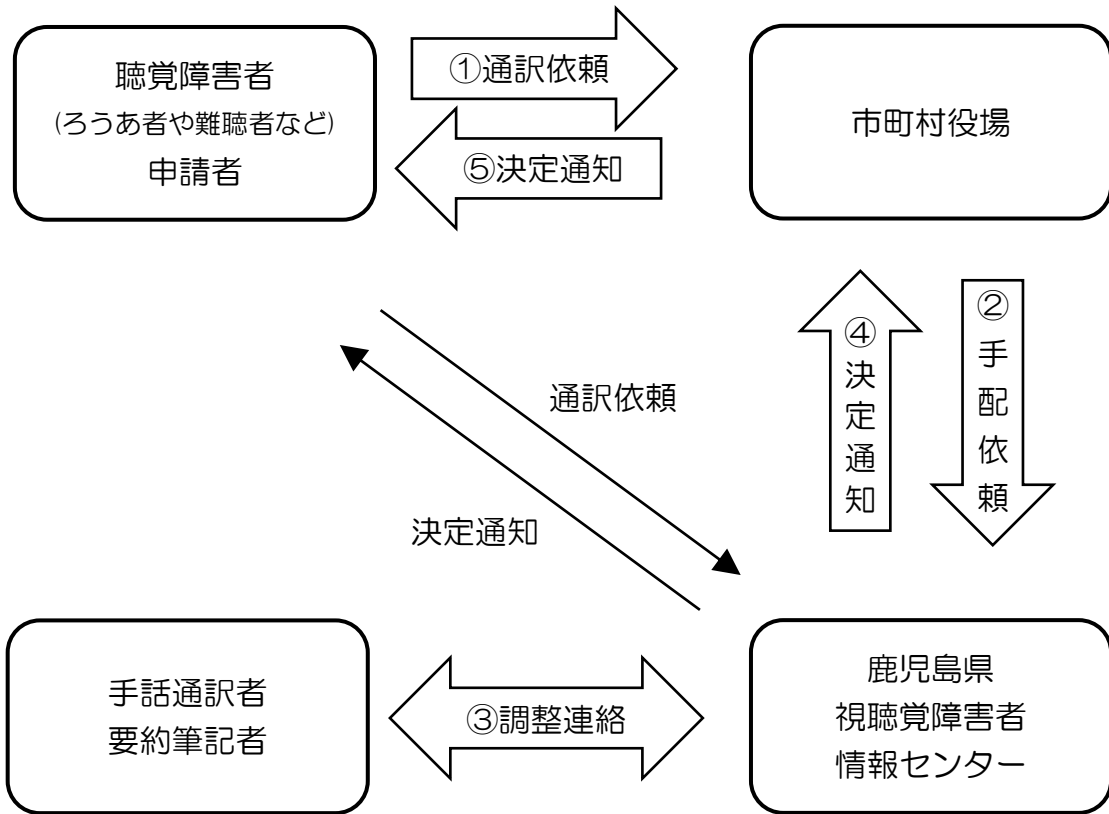 聴覚障害者
(ろうあ者や難聴者など)
申請者
①通訳依頼
⑤決定通知
市町村役場
④決定通知
②手配依頼
通訳依頼
決定通知
手話通訳者
要約筆記者
③調整連絡
鹿児島県
視聴覚障害者
情報センター